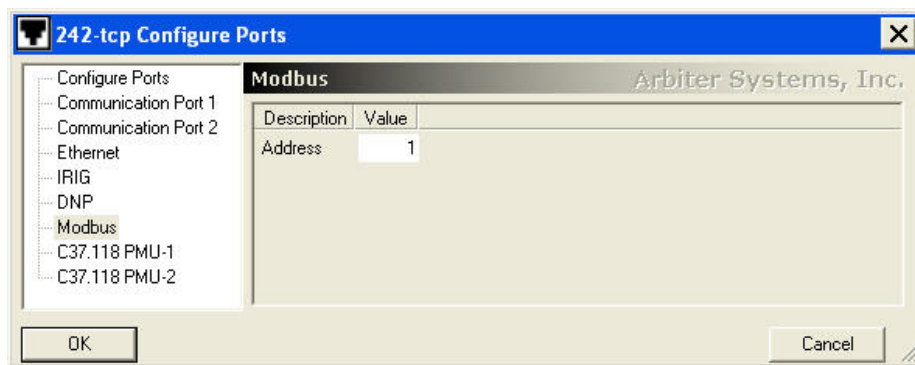 242-tcp Configure Ports
Configure Ports
Communication Port 1
Communication Port 2
Ethernet
IRIG
DNP
Modbus
C37.118 PMU-1
C37.118 PMU-2
Modbus Arbiter Systems, Inc.
Description Value
Address 1
OK Cancel